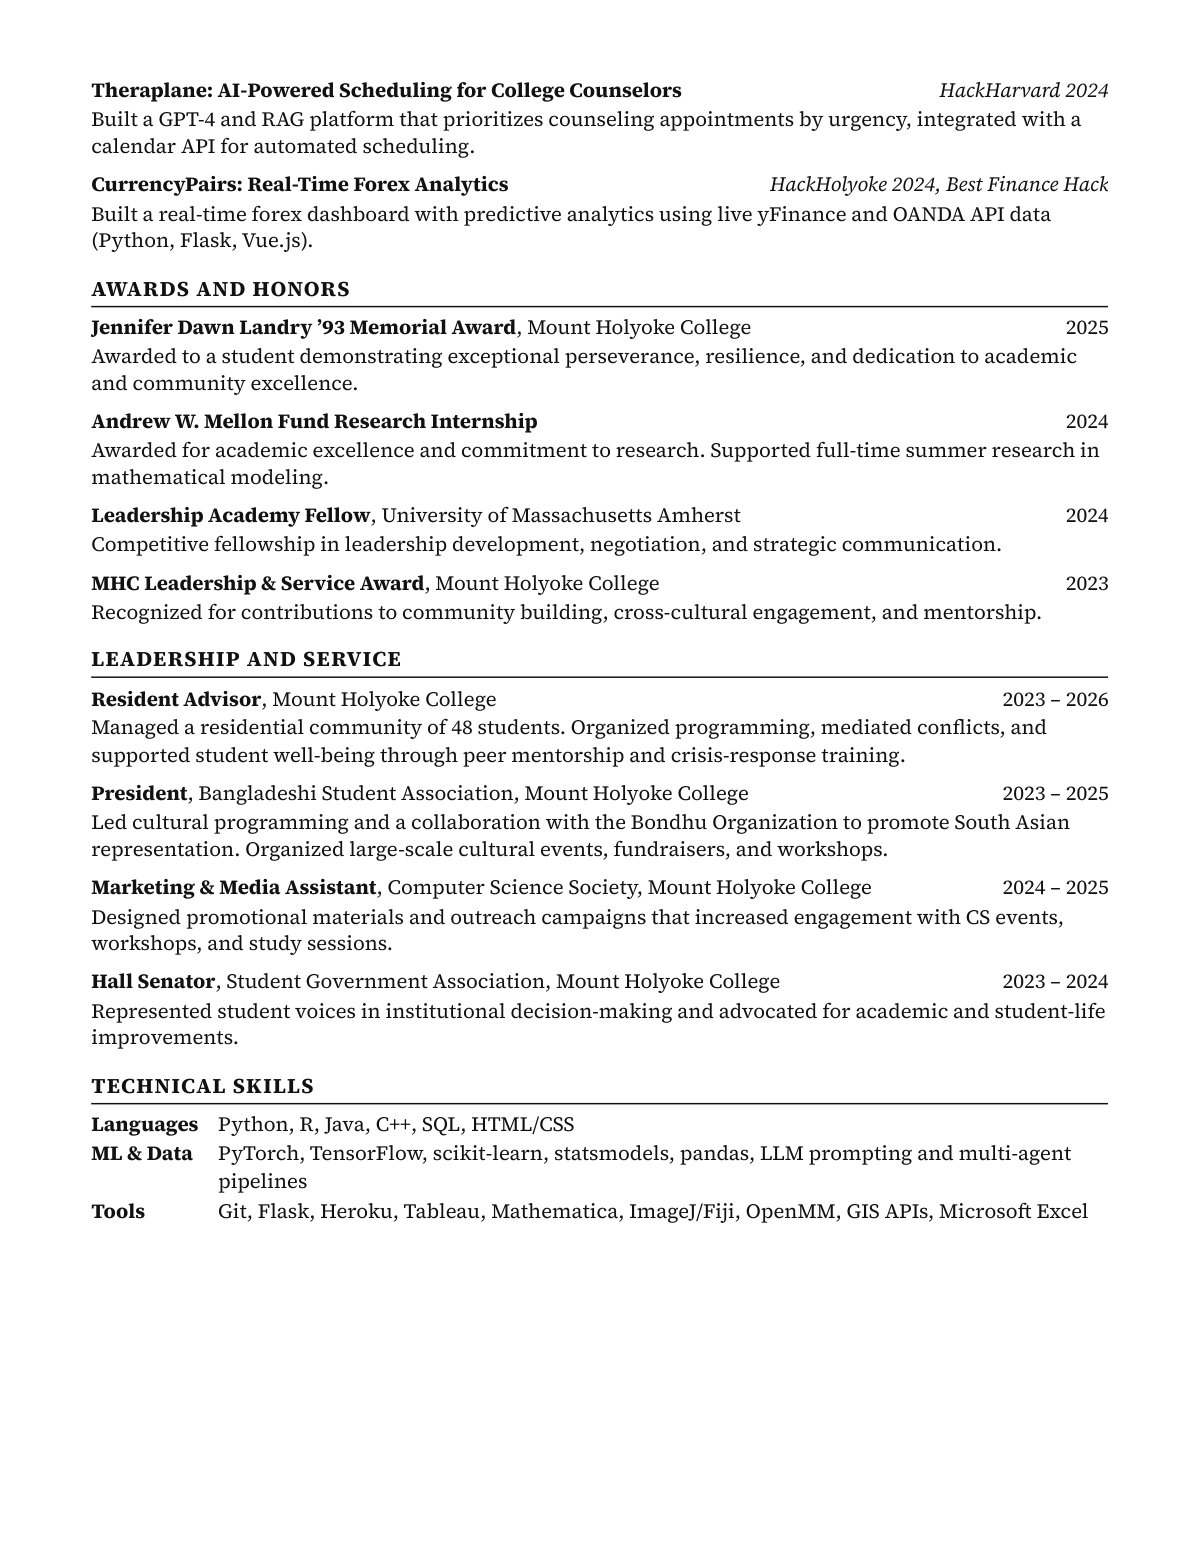 Theraplane: AI-Powered Scheduling for College Counselors HackHarvard 2024
Built a GPT-4 and RAG platform that prioritizes counseling appointments by urgency, integrated with a
calendar API for automated scheduling.
CurrencyPairs: Real-Time Forex Analytics HackHolyoke 2024, Best Finance Hack
Built a real-time forex dashboard with predictive analytics using live yFinance and OANDA API data
(Python, Flask, Vue.js).
AWARDS AND HONORS
Jennifer Dawn Landry ’93 Memorial Award, Mount Holyoke College 2025
Awarded to a student demonstrating exceptional perseverance, resilience, and dedication to academic
and community excellence.
Andrew W. Mellon Fund Research Internship 2024
Awarded for academic excellence and commitment to research. Supported full-time summer research in
mathematical modeling.
Leadership Academy Fellow, University of Massachusetts Amherst 2024
Competitive fellowship in leadership development, negotiation, and strategic communication.
MHC Leadership & Service Award, Mount Holyoke College 2023
Recognized for contributions to community building, cross-cultural engagement, and mentorship.
LEADERSHIP AND SERVICE
Resident Advisor, Mount Holyoke College 2023 – 2026
Managed a residential community of 48 students. Organized programming, mediated conflicts, and
supported student well-being through peer mentorship and crisis-response training.
President, Bangladeshi Student Association, Mount Holyoke College 2023 – 2025
Led cultural programming and a collaboration with the Bondhu Organization to promote South Asian
representation. Organized large-scale cultural events, fundraisers, and workshops.
Marketing & Media Assistant, Computer Science Society, Mount Holyoke College 2024 – 2025
Designed promotional materials and outreach campaigns that increased engagement with CS events,
workshops, and study sessions.
Hall Senator, Student Government Association, Mount Holyoke College 2023 – 2024
Represented student voices in institutional decision-making and advocated for academic and student-life
improvements.
TECHNICAL SKILLS
Languages Python, R, Java, C++, SQL, HTML/CSS
ML & Data PyTorch, TensorFlow, scikit-learn, statsmodels, pandas, LLM prompting and multi-agent
pipelines
Tools Git, Flask, Heroku, Tableau, Mathematica, ImageJ/Fiji, OpenMM, GIS APIs, Microsoft Excel